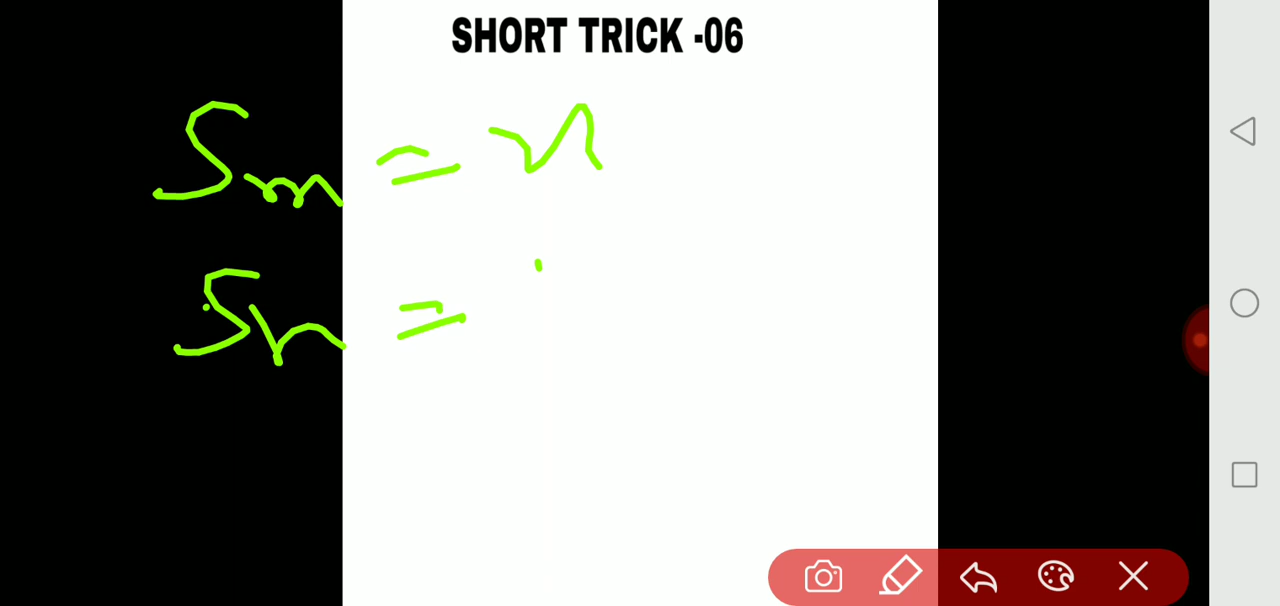 SHORT TRICK -06
Sm = n
Sn =